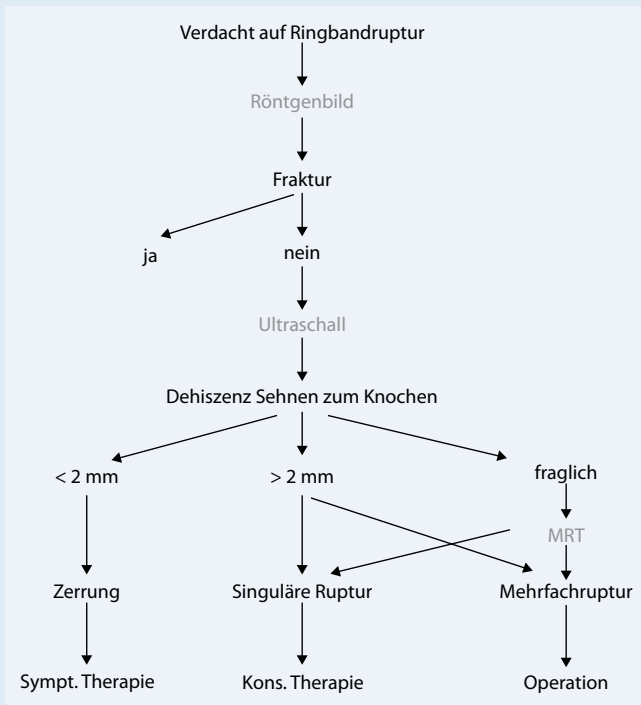 Verdacht auf Ringbandruptur
Röntgenbild
Fraktur
ja
nein
Ultraschall
Dehiszenz Sehnen zum Knochen
< 2 mm
> 2 mm
fraglich
MRT
Zerrung
Singuläre Ruptur
Mehrfachruptur
Sympt. Therapie
Kons. Therapie
Operation